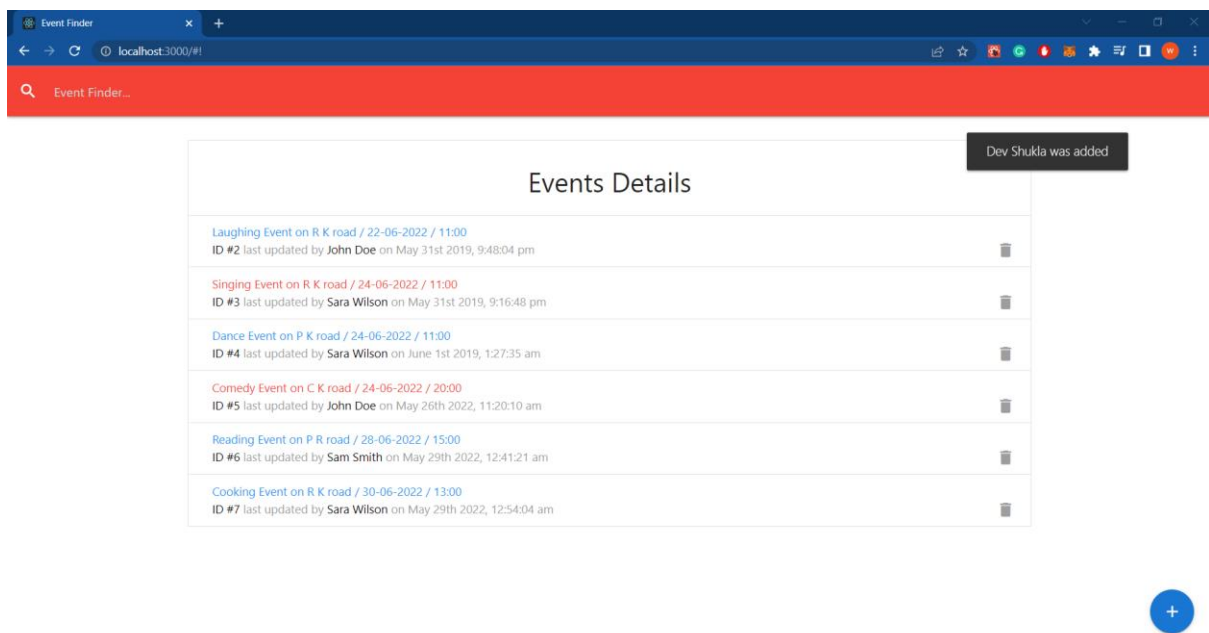 Event Finder
localhost:3000/#!
Event Finder...
Dev Shukla was added
Events Details
Laughing Event on R K road / 22-06-2022 / 11:00
ID #2 last updated by John Doe on May 31st 2019, 9:48:04 pm
Singing Event on R K road / 24-06-2022 / 11:00
ID #3 last updated by Sara Wilson on May 31st 2019, 9:16:48 pm
Dance Event on P K road / 24-06-2022 / 11:00
ID #4 last updated by Sara Wilson on June 1st 2019, 1:27:35 am
Comedy Event on C K road / 24-06-2022 / 20:00
ID #5 last updated by John Doe on May 26th 2022, 11:20:10 am
Reading Event on P R road / 28-06-2022 / 15:00
ID #6 last updated by Sam Smith on May 29th 2022, 12:41:21 am
Cooking Event on R K road / 30-06-2022 / 13:00
ID #7 last updated by Sara Wilson on May 29th 2022, 12:54:04 am